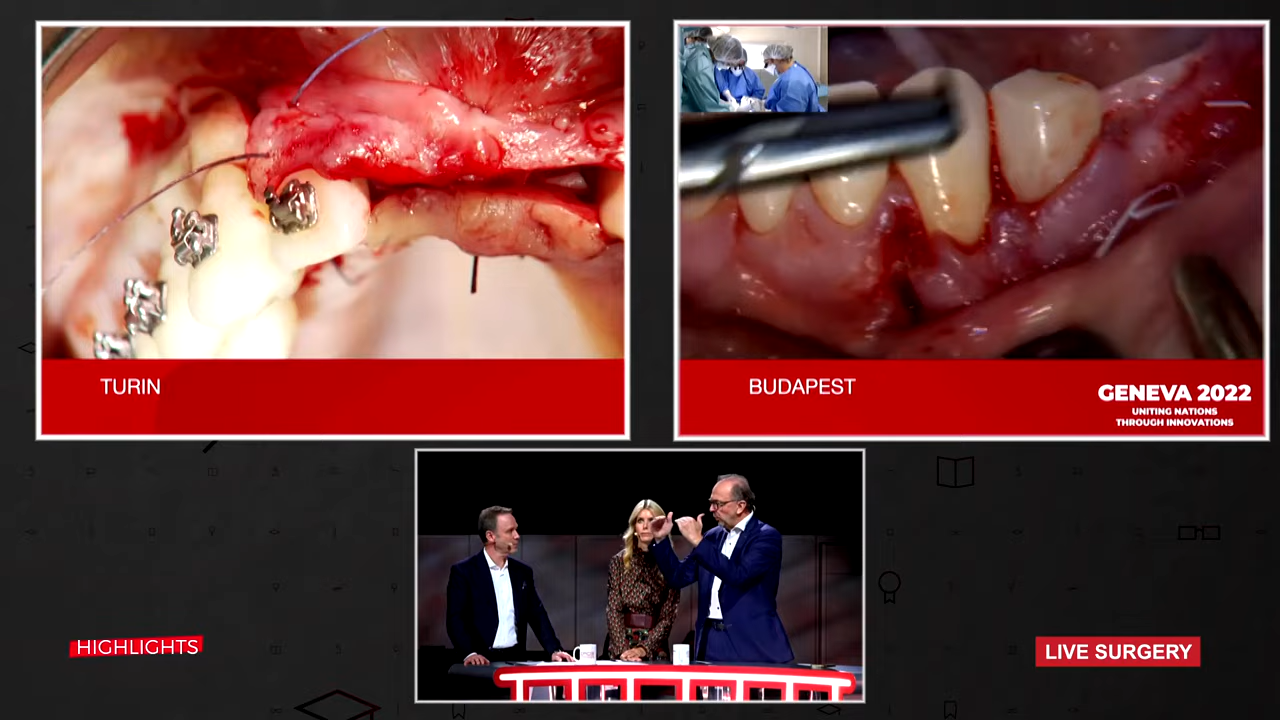 TURIN
BUDAPEST
GENEVA 2022
UNITING NATIONS
THROUGH INNOVATIONS
HIGHLIGHTS
LIVE SURGERY